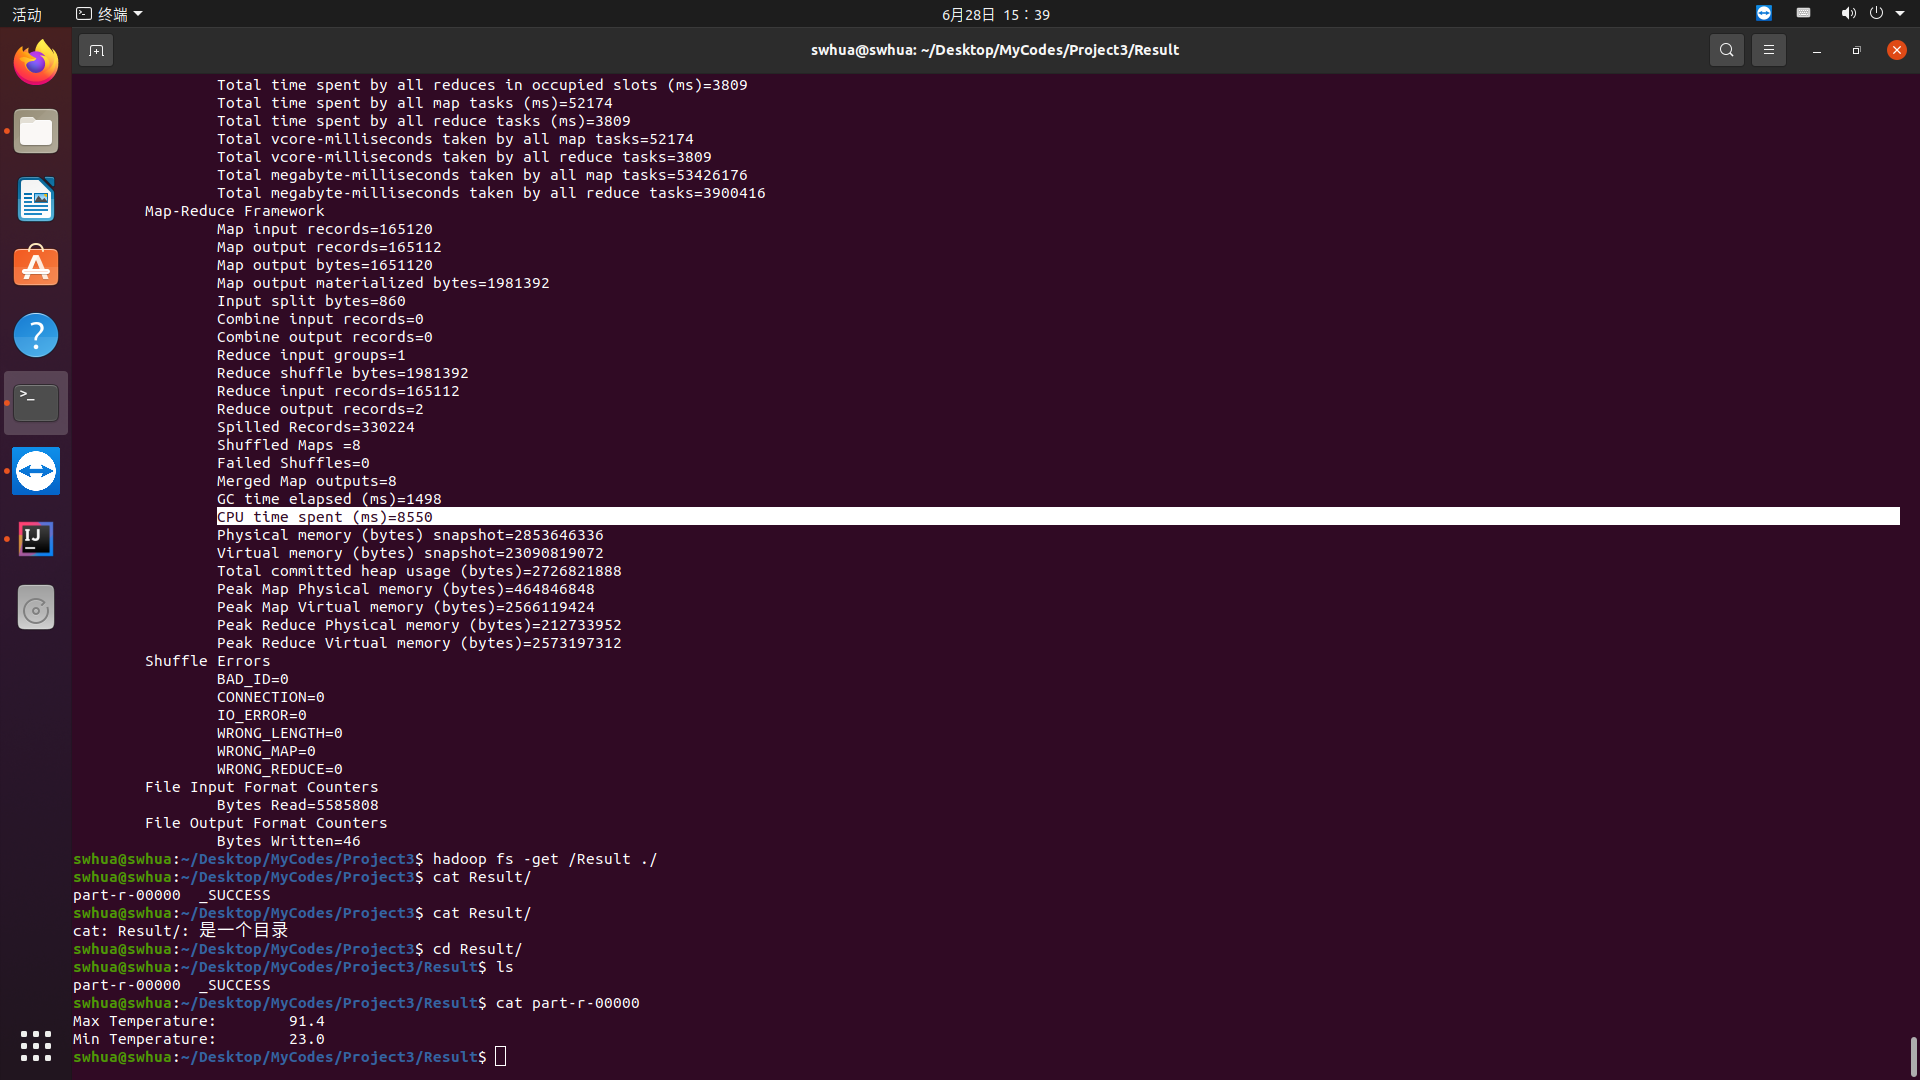 活动
终端
6月28日 15：39
swhua@swhua: ~/Desktop/MyCodes/Project3/Result
Total time spent by all reduces in occupied slots (ms)=3809
Total time spent by all map tasks (ms)=52174
Total time spent by all reduce tasks (ms)=3809
Total vcore-milliseconds taken by all map tasks=52174
Total vcore-milliseconds taken by all reduce tasks=3809
Total megabyte-milliseconds taken by all map tasks=53426176
Total megabyte-milliseconds taken by all reduce tasks=3900416
Map-Reduce Framework
Map input records=165120
Map output records=165112
Map output bytes=1651120
Map output materialized bytes=1981392
Input split bytes=860
Combine input records=0
Combine output records=0
Reduce input groups=1
Reduce shuffle bytes=1981392
Reduce input records=165112
Reduce output records=2
Spilled Records=330224
Shuffled Maps =8
Failed Shuffles=0
Merged Map outputs=8
GC time elapsed (ms)=1498
CPU time spent (ms)=8550
Physical memory (bytes) snapshot=2853646336
Virtual memory (bytes) snapshot=23090819072
Total committed heap usage (bytes)=2726821888
Peak Map Physical memory (bytes)=464846848
Peak Map Virtual memory (bytes)=2566119424
Peak Reduce Physical memory (bytes)=212733952
Peak Reduce Virtual memory (bytes)=2573197312
Shuffle Errors
BAD_ID=0
CONNECTION=0
IO_ERROR=0
WRONG_LENGTH=0
WRONG_MAP=0
WRONG_REDUCE=0
File Input Format Counters
Bytes Read=5585808
File Output Format Counters
Bytes Written=46
swhua@swhua:~/Desktop/MyCodes/Project3$ hadoop fs -get /Result ./
swhua@swhua:~/Desktop/MyCodes/Project3$ cat Result/
part-r-00000  _SUCCESS
swhua@swhua:~/Desktop/MyCodes/Project3$ cat Result/
cat: Result/: 是一个目录
swhua@swhua:~/Desktop/MyCodes/Project3$ cd Result/
swhua@swhua:~/Desktop/MyCodes/Project3/Result$ ls
part-r-00000  _SUCCESS
swhua@swhua:~/Desktop/MyCodes/Project3/Result$ cat part-r-00000
Max Temperature:        91.4
Min Temperature:        23.0
swhua@swhua:~/Desktop/MyCodes/Project3/Result$